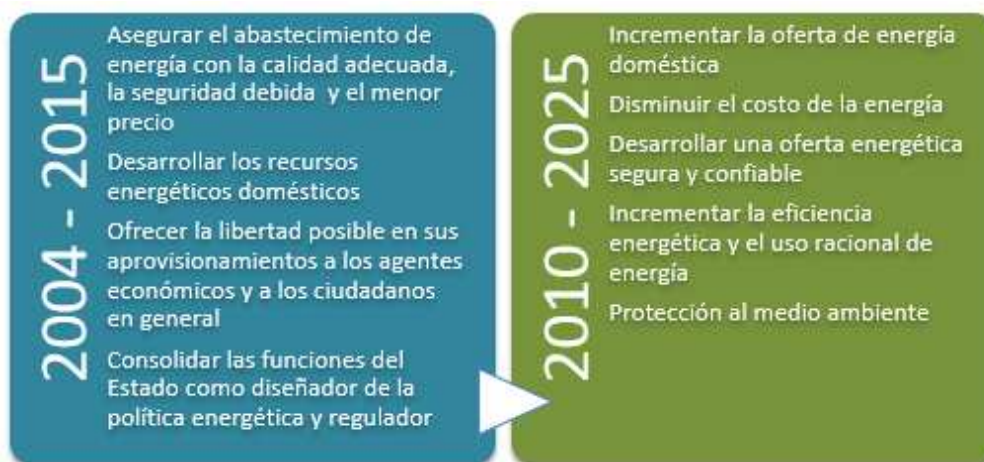 2004 - 2015
Asegurar el abastecimiento de
energía con la calidad adecuada,
la seguridad debida y el menor
precio
Desarrollar los recursos
energéticos domésticos
Ofrecer la libertad posible en sus
aprovisionamientos a los agentes
económicos y a los ciudadanos
en general
Consolidar las funciones del
Estado como diseñador de la
política energética y regulador
2010 - 2025
Incrementar la oferta de energía
doméstica
Disminuir el costo de la energía
Desarrollar una oferta energética
segura y confiable
Incrementar la eficiencia
energética y el uso racional de
energía
Protección al medio ambiente